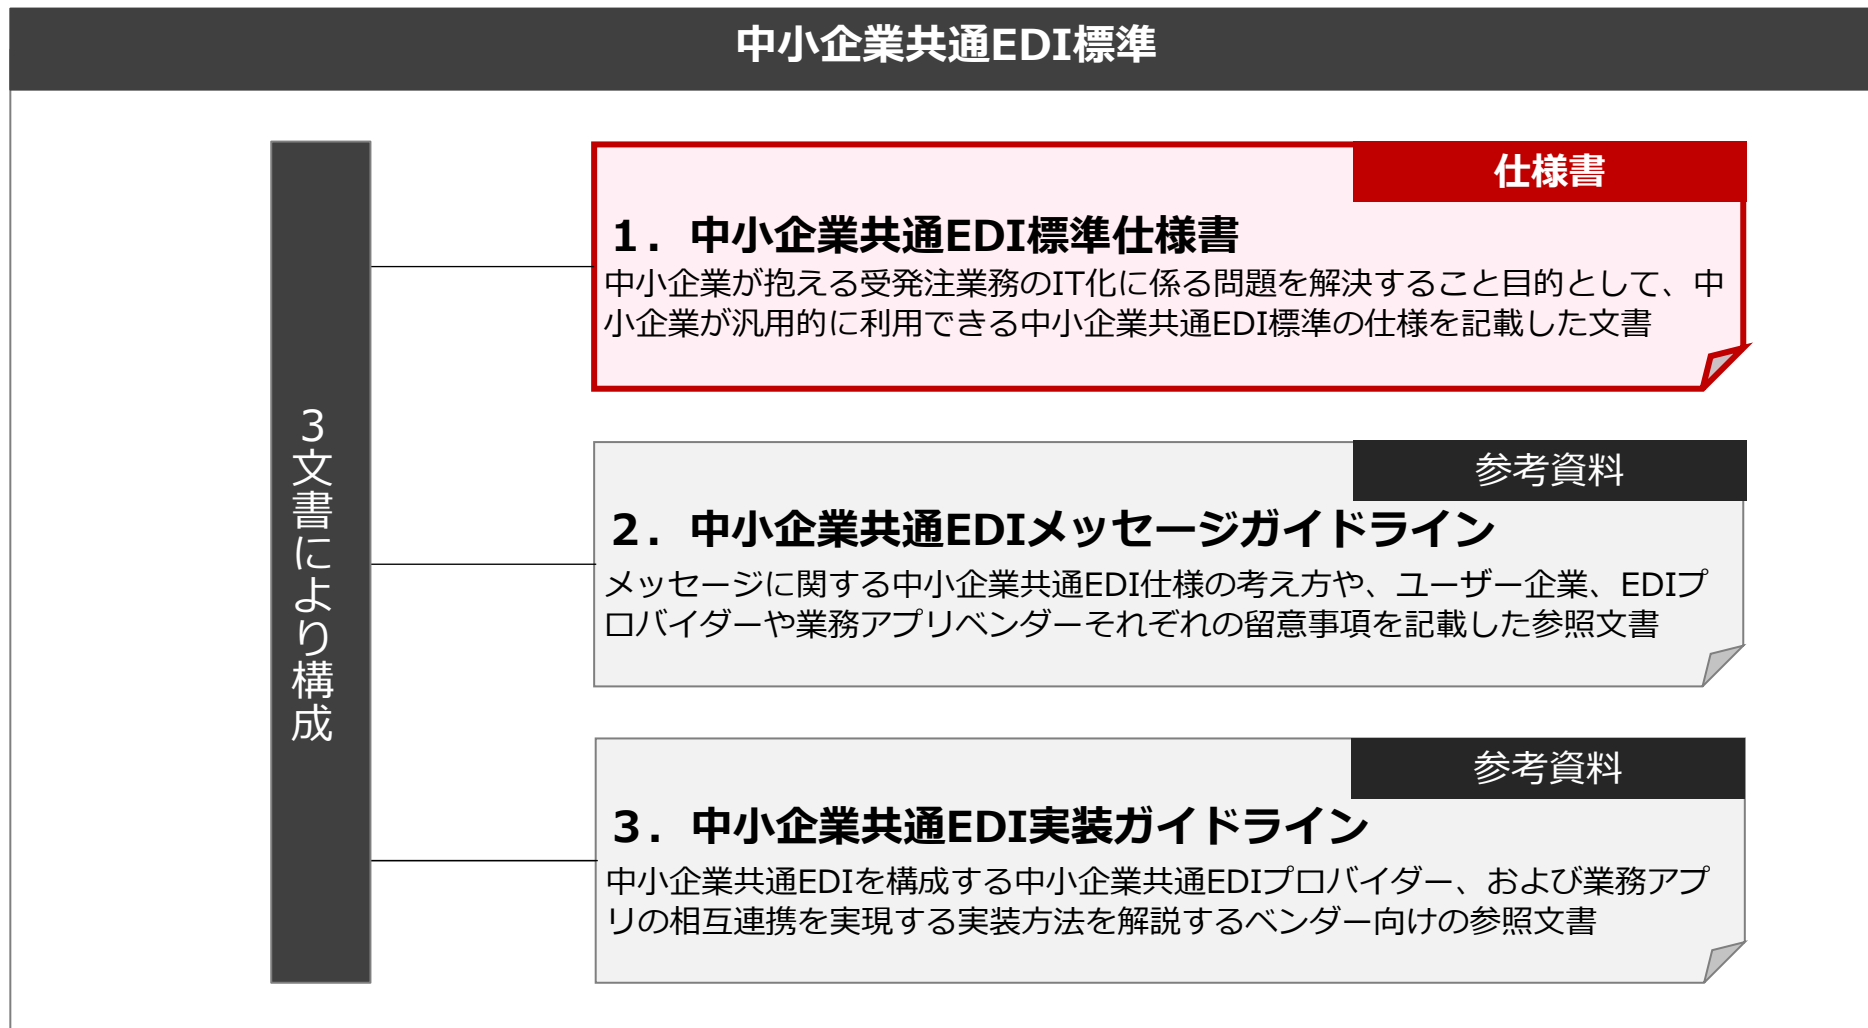 中小企業共通EDI標準
3文書により構成
仕様書
1．中小企業共通EDI標準仕様書
中小企業が抱える受発注業務のIT化に係る問題を解決すること目的として、中
小企業が汎用的に利用できる中小企業共通EDI標準の仕様を記載した文書
参考資料
2．中小企業共通EDIメッセージガイドライン
メッセージに関する中小企業共通EDI仕様の考え方や、ユーザー企業、EDIプ
ロバイダーや業務アプリベンダーそれぞれの留意事項を記載した参照文書
参考資料
3．中小企業共通EDI実装ガイドライン
中小企業共通EDIを構成する中小企業共通EDIプロバイダー、および業務アプ
リの相互連携を実現する実装方法を解説するベンダー向けの参照文書